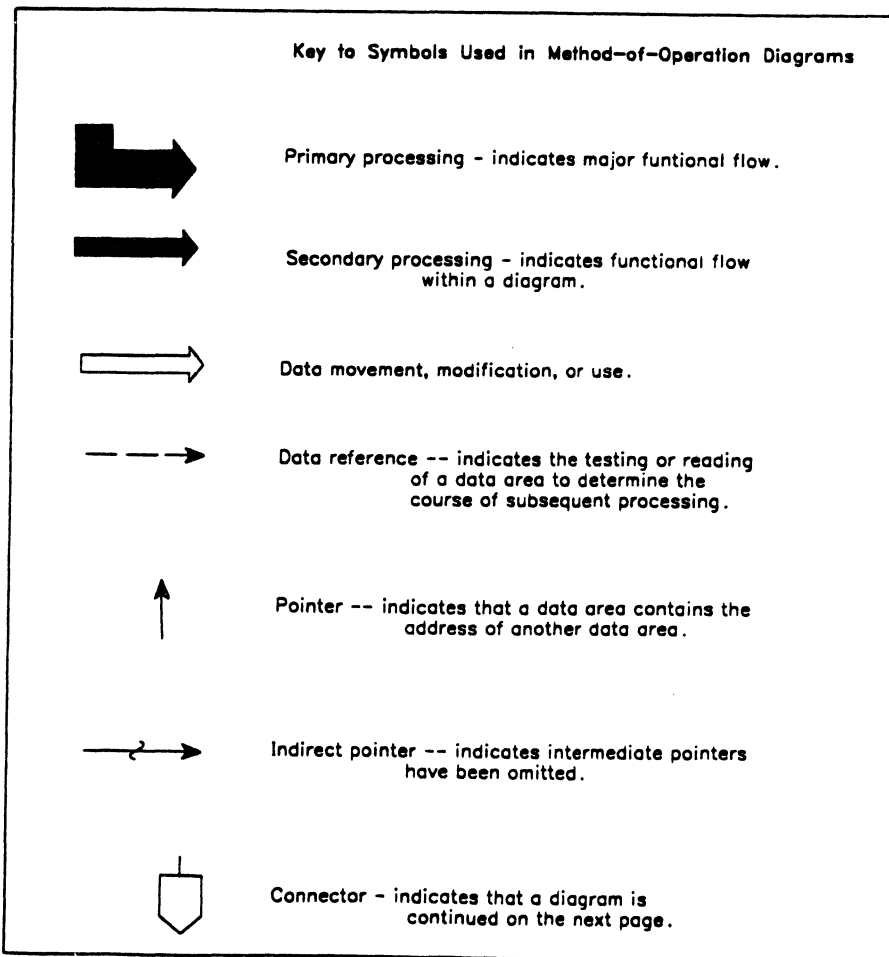 Key to Symbols Used in Method-of-Operation Diagrams
Primary processing - indicates major funtional flow.
Secondary processing - indicates functional flow
within a diagram.
Data movement, modification, or use.
Data reference -- indicates the testing or reading
of a data area to determine the
course of subsequent processing.
Pointer -- indicates that a data area contains the
address of another data area.
Indirect pointer -- indicates intermediate pointers
have been omitted.
Connector - indicates that a diagram is
continued on the next page.